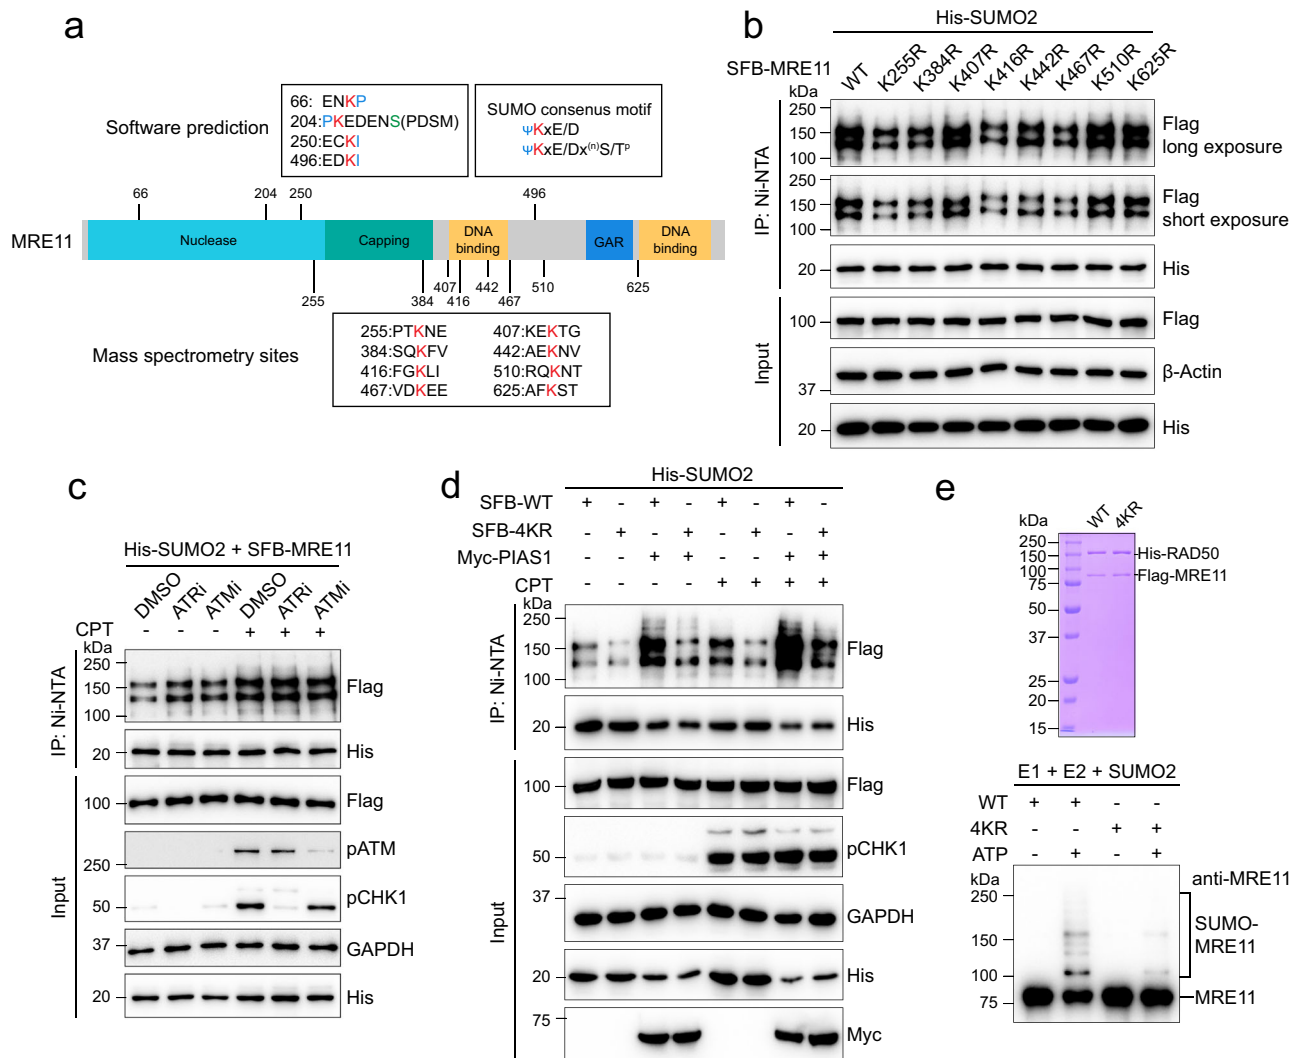 a
Software prediction
66: ENKP
204:PKEDENS(PDSM)
250:ECKI
496:EDKI
SUMO consenus motif
ψKxE/D
ψKxE/Dx(n)S/Tp
66
204
250
496
MRE11
Nuclease
Capping
DNA binding
GAR
DNA binding
255
384
407
416
442
467
510
625
Mass spectrometry sites
255:PTKNE 407:KEKTG
384:SQKFV 442:AEKNV
416:FGKLI 510:RQKNT
467:VDKEE 625:AFKST
b
His-SUMO2
SFB-MRE11 WT K255R K384R K407R K416R K442R K467R K510R K625R
kDa
IP: Ni-NTA
250
150
100
Flag
long exposure
250
150
100
Flag
short exposure
20 His
Input
100 Flag
β-Actin
37
20 His
c
His-SUMO2 + SFB-MRE11
DMSO ATRi ATMi DMSO ATRi ATMi
CPT - - - + + +
kDa
IP: Ni-NTA
250
150
100
Flag
20 His
Input
100 Flag
pATM
250
pCHK1
50
37 GAPDH
20 His
d
His-SUMO2
SFB-WT + - + - + - + -
SFB-4KR - + - + - + - +
Myc-PIAS1 - - + + - - + +
CPT - - - - + + + +
kDa
IP: Ni-NTA
250
150
100
Flag
20 His
Input
100 Flag
pCHK1
50
37
GAPDH
His
20
75
Myc
e
kDa WT 4KR
250
150
100
75
50
37
25
20
15
His-RAD50
Flag-MRE11
E1 + E2 + SUMO2
WT + + - -
4KR - - + +
ATP - + - +
kDa
anti-MRE11
250
150
100
75
SUMO-
MRE11
MRE11